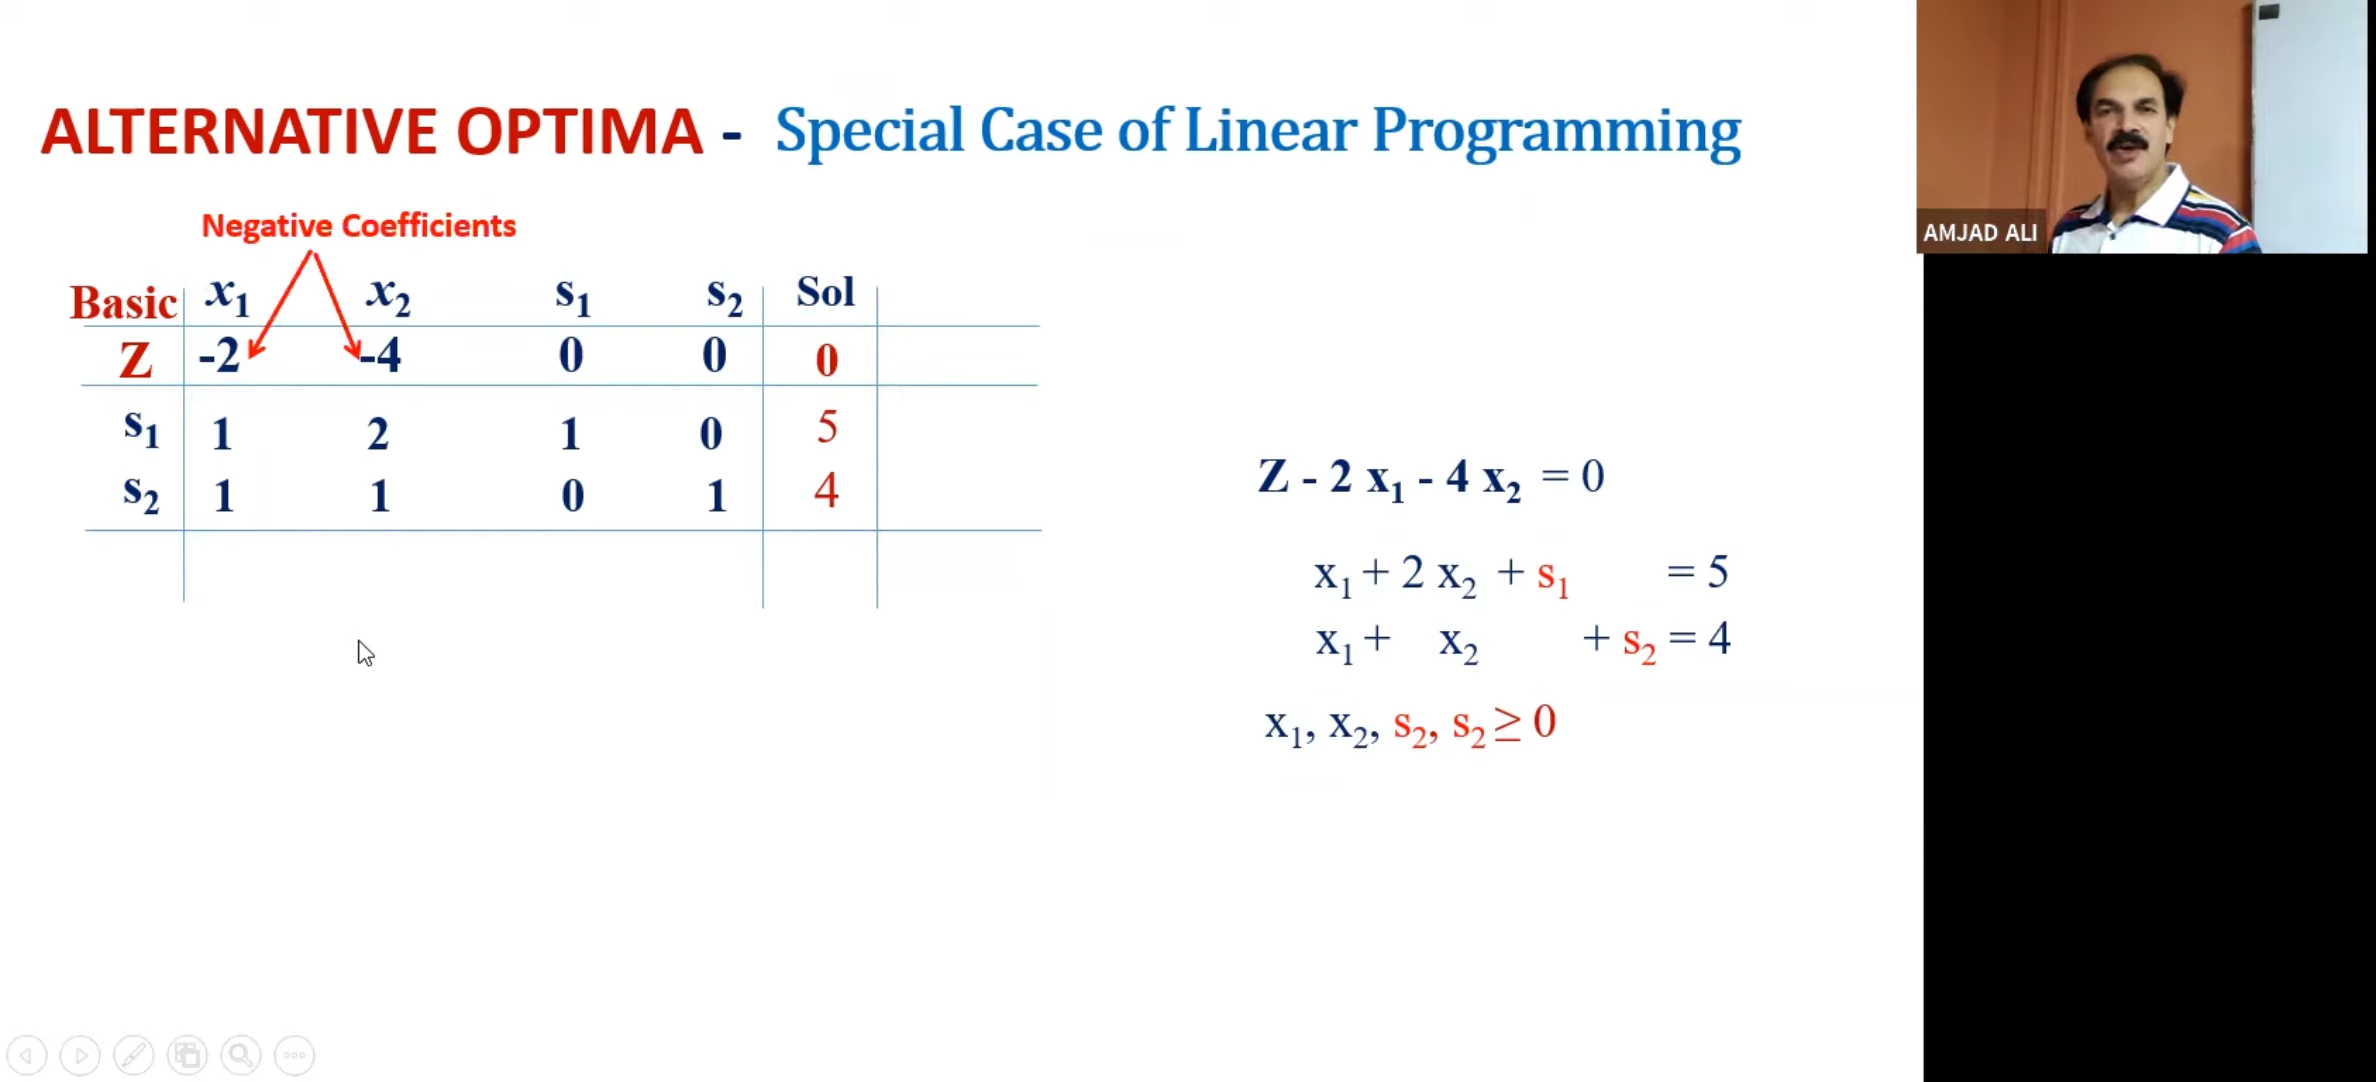 ALTERNATIVE OPTIMA - Special Case of Linear Programming
AMJAD ALI
Negative Coefficients
Basic x₁ x₂ s₁ s₂ Sol
Z -2 -4 0 0 0
s₁ 1 2 1 0 5
s₂ 1 1 0 1 4
Z - 2 x₁ - 4 x₂ = 0
x₁ + 2 x₂ + s₁ = 5
x₁ + x₂ + s₂ = 4
x₁, x₂, s₂, s₂ ≥ 0